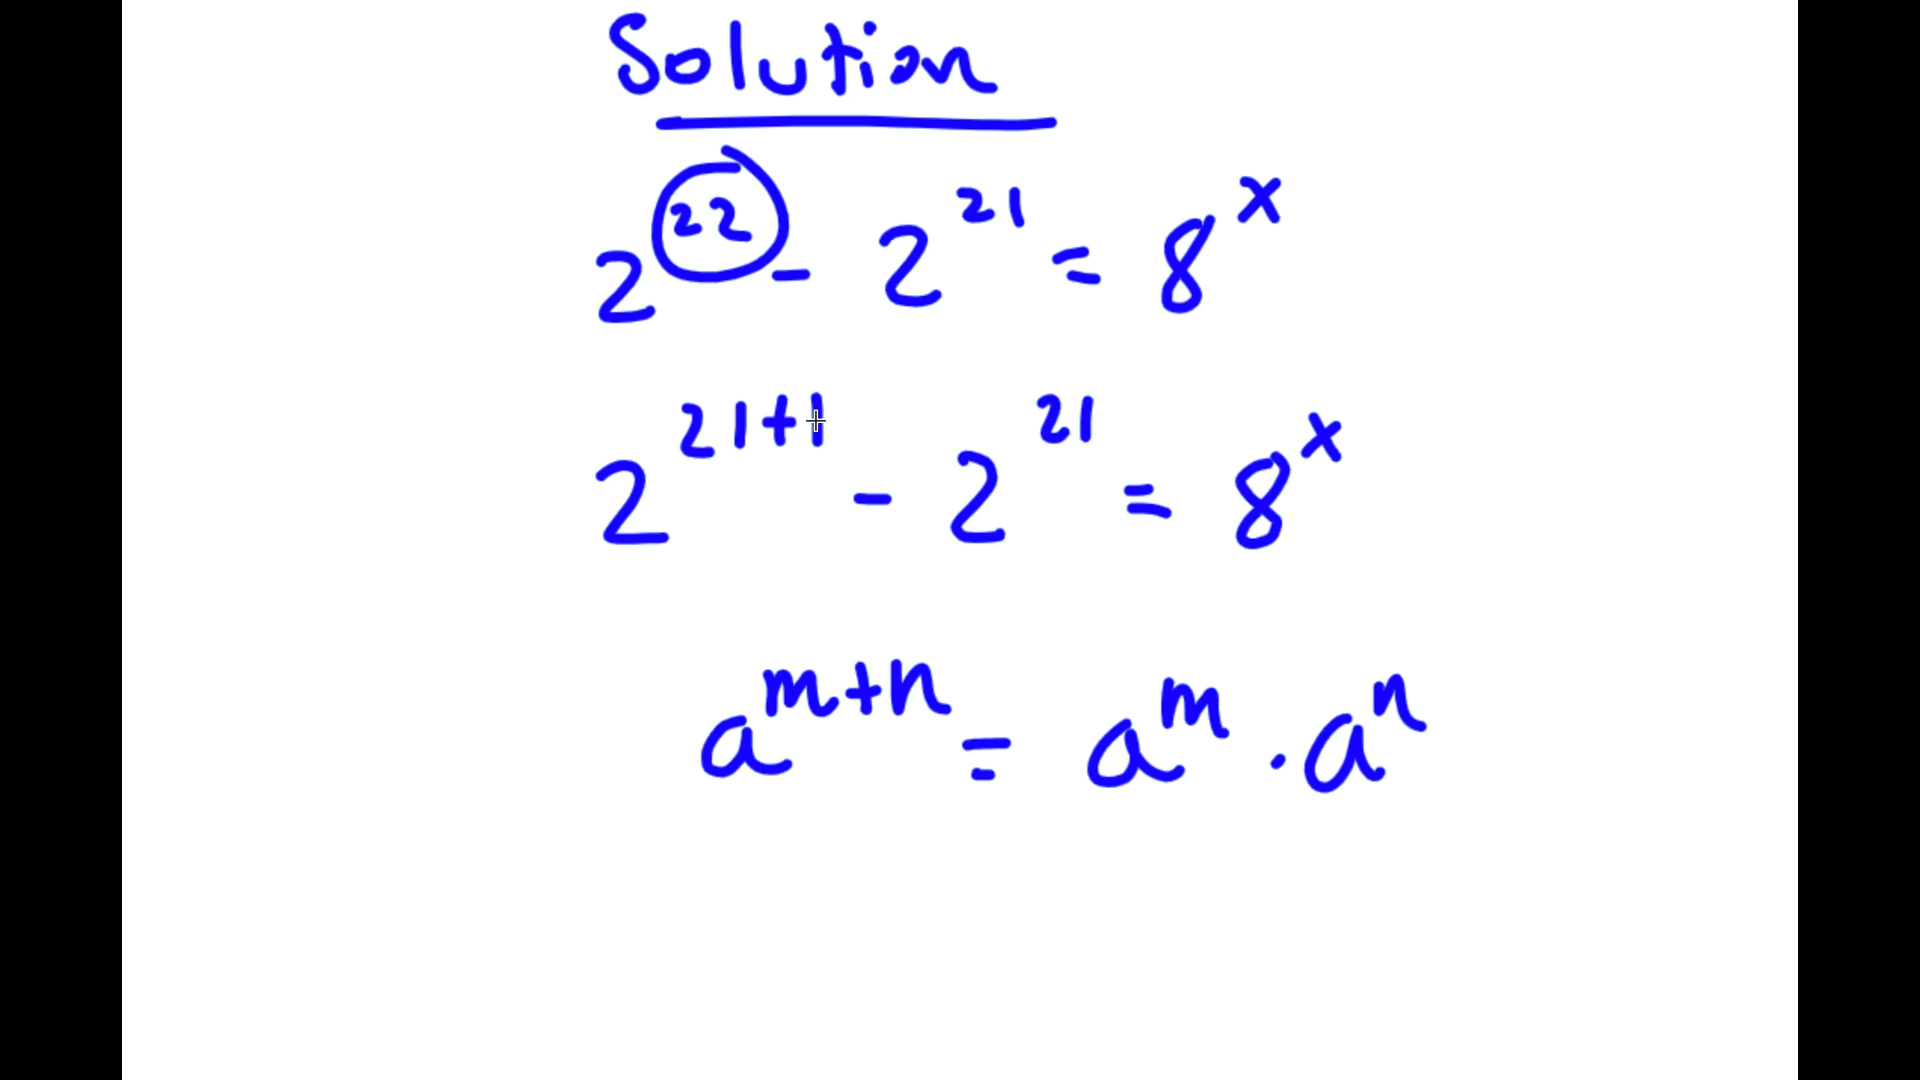 Solution
2^22 - 2^21 = 8^x
2^21+1 - 2^21 = 8^x
a^m+n = a^m . a^n